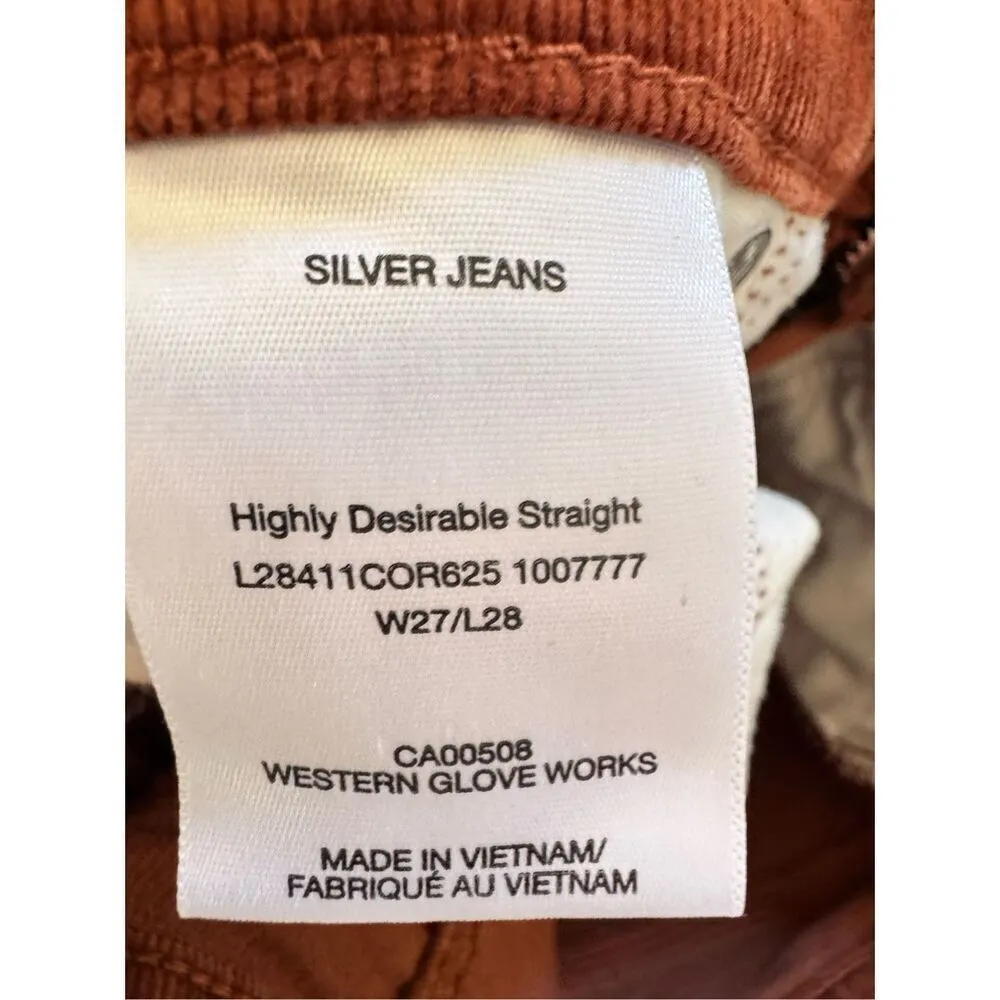 SILVER JEANS
Highly Desirable Straight
L28411COR625 1007777
W27/L28
CA00508
WESTERN GLOVE WORKS
MADE IN VIETNAM/
FABRIQUÉ AU VIETNAM